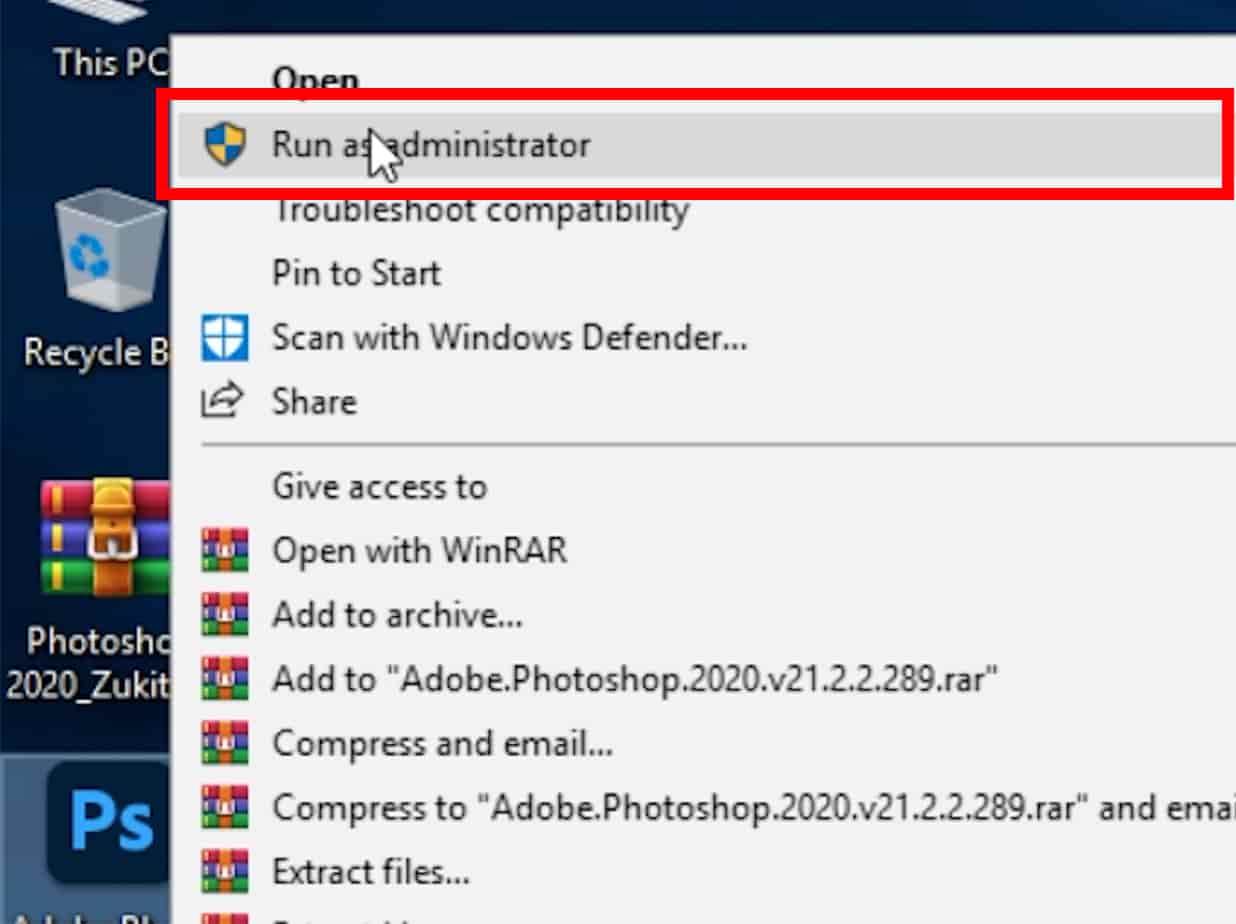 This PC
Open
Run as administrator
Troubleshoot compatibility
Pin to Start
Scan with Windows Defender...
Recycle B
Share
Give access to
Open with WinRAR
Add to archive...
Photosho
2020_Zukit
Add to "Adobe.Photoshop.2020.v21.2.2.289.rar"
Compress and email...
Compress to "Adobe.Photoshop.2020.v21.2.2.289.rar" and emai
Ps
Extract files...